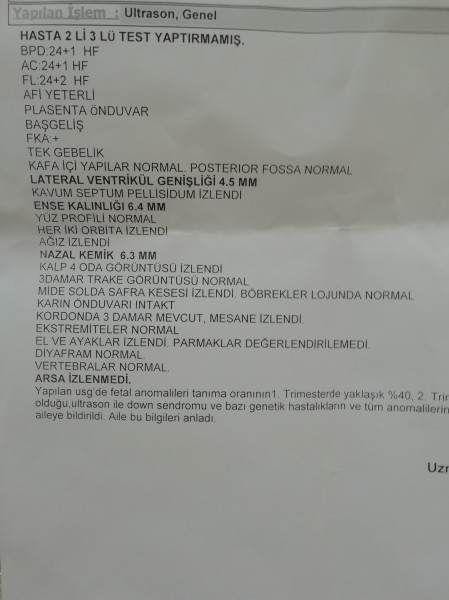 Yapılan İşlem : Ultrason, Genel
HASTA 2 Lİ 3 LÜ TEST YAPTIRMAMIŞ.
BPD:24+1 HF
AC:24+1 HF
FL:24+2 HF
AFİ YETERLİ
PLASENTA ÖNDUVAR
BAŞGELİŞ
FKA:+
TEK GEBELİK
KAFA İÇİ YAPILAR NORMAL. POSTERIOR FOSSA NORMAL
LATERAL VENTRİKÜL GENİŞLİĞİ 4.5 MM
KAVUM SEPTUM PELLİSİDUM İZLENDİ
ENSE KALINLIĞI 6.4 MM
YÜZ PROFİLİ NORMAL
HER İKİ ORBİTA İZLENDİ
AĞIZ İZLENDİ
NAZAL KEMİK 6.3 MM
KALP 4 ODA GÖRÜNTÜSÜ İZLENDİ
3DAMAR TRAKE GÖRÜNTÜSÜ NORMAL
MİDE SOLDA SAFRA KESESİ İZLENDİ. BÖBREKLER LOJUNDA NORMAL
KARIN ÖNDUVARI INTAKT
KORDONDA 3 DAMAR MEVCUT, MESANE İZLENDİ.
EKSTREMİTELER NORMAL
EL VE AYAKLAR İZLENDİ. PARMAKLAR DEĞERLENDİRİLEMEDİ.
DİYAFRAM NORMAL.
VERTEBRALAR NORMAL.
ARSA İZLENMEDİ.
Yapılan usg'de fetal anomalileri tanıma oranının1. Trimesterde yaklaşık %40, 2. Trim
olduğu,ultrason ile down sendromu ve bazı genetik hastalıkların ve tüm anomalilerin
aileye bildirildi. Aile bu bilgileri anladı.
Uzm